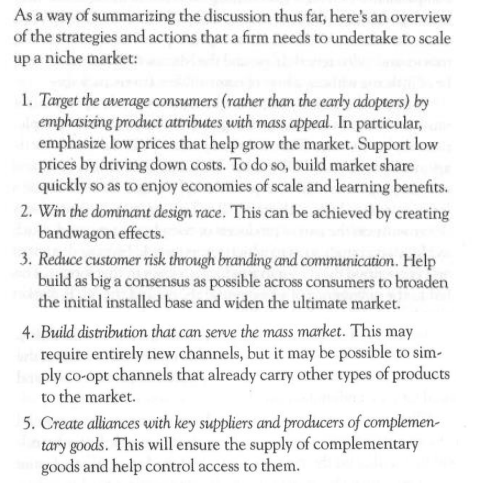 As a way of summarizing the discussion thus far, here's an overview
of the strategies and actions that a firm needs to undertake to scale
up a niche market:
1. Target the average consumers (rather than the early adopters) by
emphasizing product attributes with mass appeal. In particular,
emphasize low prices that help grow the market. Support low
prices by driving down costs. To do so, build market share
quickly so as to enjoy economies of scale and learning benefits.
2. Win the dominant design race. This can be achieved by creating
bandwagon effects.
3. Reduce customer risk through branding and communication. Help
build as big a consensus as possible across consumers to broaden
the initial installed base and widen the ultimate market.
4. Build distribution that can serve the mass market. This may
require entirely new channels, but it may be possible to sim-
ply co-opt channels that already carry other types of products
to the market.
5. Create alliances with key suppliers and producers of complemen-
tary goods. This will ensure the supply of complementary
goods and help control access to them.